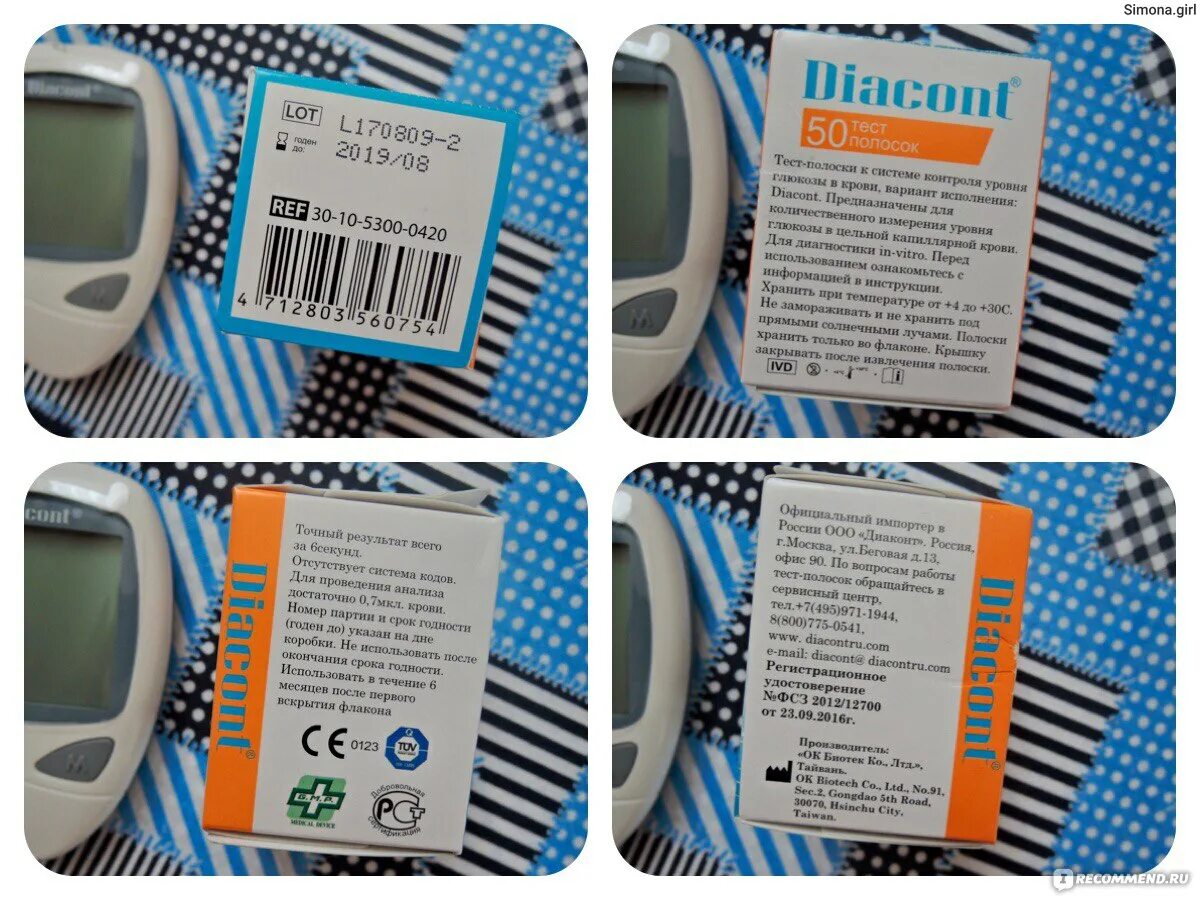 Simona.girl
Diacont
LOT
L170809-2
годен
до:
2019/08
REF 30-10-5300-0420
4 712803 560754
M
Diacont®
50 тест
полосок
Тест-полоски к системе контроля уровня
глюкозы в крови, вариант исполнения:
Diacont. Предназначены для
количественного измерения уровня
глюкозы в цельной капиллярной крови.
Для диагностики in-vitro. Перед
использованием ознакомьтесь с
информацией в инструкции.
Хранить при температуре от +4 до +30С.
Не замораживать и не хранить под
прямыми солнечными лучами. Полоски
хранить только во флаконе. Крышку
закрывать после извлечения полоски.
IVD
M
cont®
Diacont®
Точный результат всего
за 6секунд.
Отсутствует система кодов.
Для проведения анализа
достаточно 0,7мкл. крови.
Номер партии и срок годности
(годен до) указан на дне
коробки. Не использовать после
окончания срока годности.
Использовать в течение 6
месяцев после первого
вскрытия флакона
CE 0123
TÜV
G.M.P.
MEDICAL DEVICE
Добровольная
РСТ
сертификация
M
Официальный импортер в
России ООО «Диаконт». Россия,
г.Москва, ул.Беговая д.13,
офис 90. По вопросам работы
тест-полосок обращайтесь в
сервисный центр,
тел.+7(495)971-1944,
8(800)775-0541,
www. diacontru.com
e-mail: diacont@ diacontru.com
Регистрационное
удостоверение
№ФСЗ 2012/12700
от 23.09.2016г.
Производитель:
«ОК Биотек Ко., Лтд.»,
Тайвань.
OK Biotech Co., Ltd., No.91,
Sec.2, Gongdao 5th Road,
30070, Hsinchu City,
Taiwan.
Diacont®
IRECOMMEND.RU